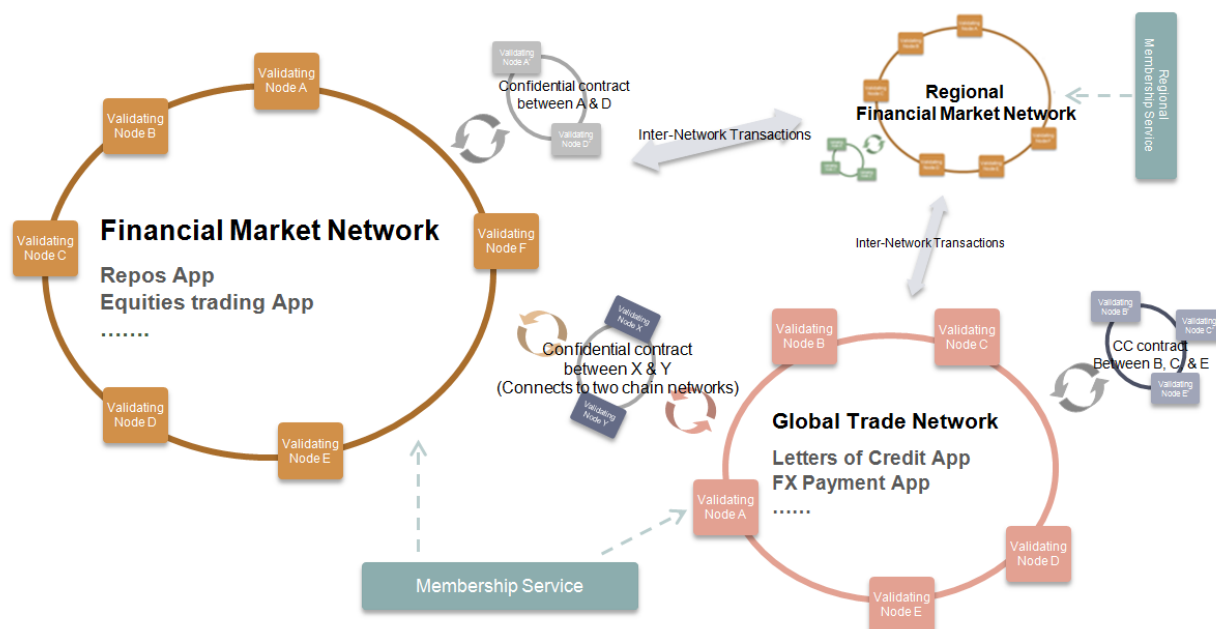 Validating
Node A
Validating
Node B
Validating
Node C
Validating
Node D
Validating
Node E
Validating
Node F
Financial Market Network
Repos App
Equities trading App
.......
Validating
Node A'
Confidential contract
between A & D
Validating
Node D'
Inter-Network Transactions
Regional
Financial Market Network
Regional
Membership Service
Inter-Network Transactions
Validating
Node X
Confidential contract
between X & Y
(Connects to two chain networks)
Validating
Node Y
Validating
Node B
Validating
Node C
Validating
Node A
Validating
Node D
Validating
Node E
Global Trade Network
Letters of Credit App
FX Payment App
......
Validating
Node B'
Validating
Node C'
CC contract
Between B, C, & E
Validating
Node E'
Membership Service